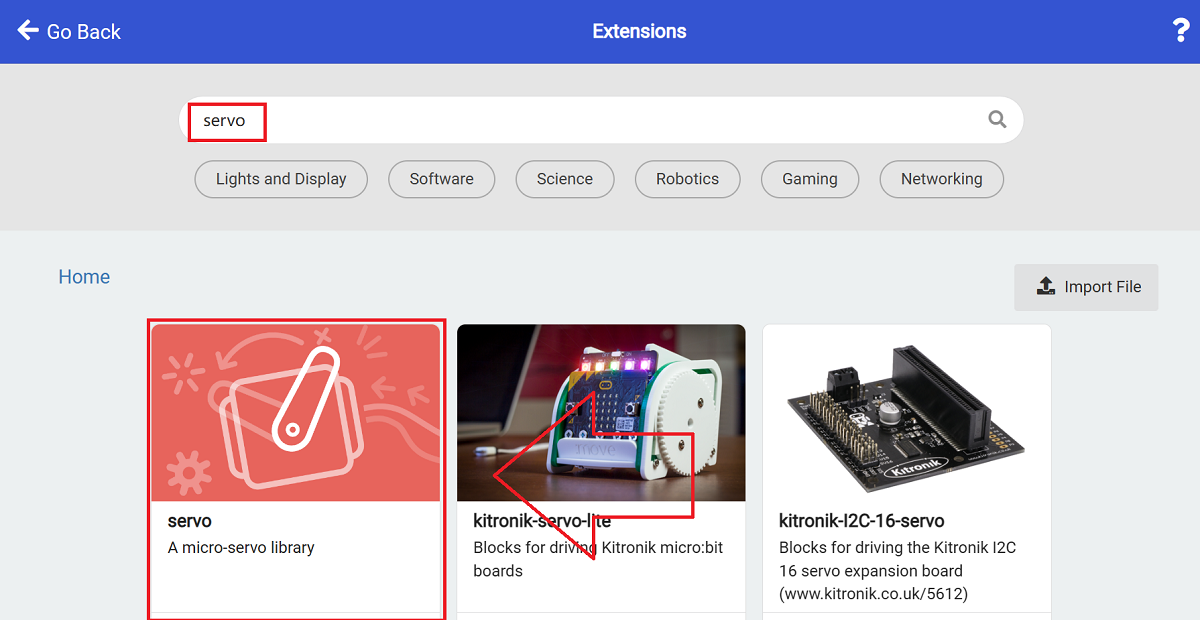 Go Back
Extensions
?
servo
Lights and Display
Software
Science
Robotics
Gaming
Networking
Home
Import File
move
Kitronik
servo
A micro-servo library
kitronik-servo-lite
Blocks for driving Kitronik micro:bit
boards
kitronik-I2C-16-servo
Blocks for driving the Kitronik I2C
16 servo expansion board
(www.kitronik.co.uk/5612)